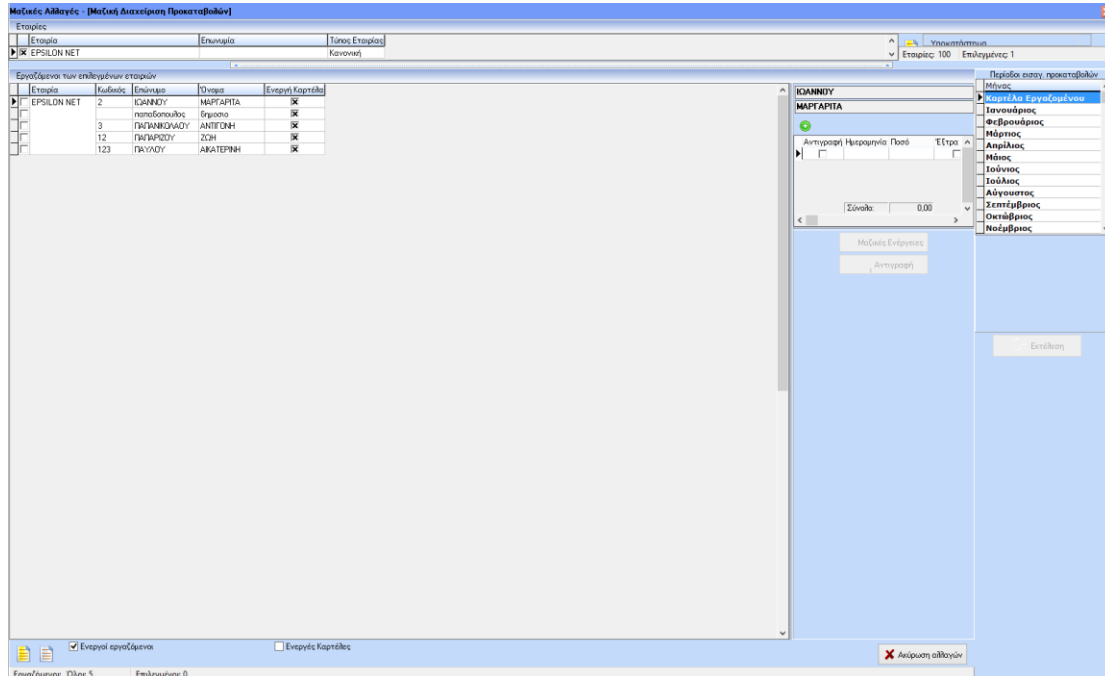 Μαζικές Αλλαγές - [Μαζική Διαχείριση Προκαταβολών]
Εταιρίες
Εταιρία Επωνυμία Τύπος Εταιρίας
EPSILON NET Κανονική
Υποκατάστημα
Εταιρίες: 100 Επιλεγμένες: 1
Εργαζόμενοι των επιλεγμένων εταιριών
Εταιρία Κωδικός Επώνυμο Όνομα Ενεργή Καρτέλα
EPSILON NET 2 ΙΩΑΝΝΟΥ ΜΑΡΓΑΡΙΤΑ
παπαδοπουλος δημοσιο
3 ΠΑΠΑΝΙΚΟΛΑΟΥ ΑΝΤΙΓΟΝΗ
12 ΠΑΠΑΡΙΖΟΥ ΖΩΗ
123 ΠΑΥΛΟΥ ΑΙΚΑΤΕΡΙΝΗ
ΙΩΑΝΝΟΥ
ΜΑΡΓΑΡΙΤΑ
Αντιγραφή Ημερομηνία Ποσό Έξτρα
Σύνολο: 0,00
Μαζικές Ενέργειες
Αντιγραφή
Περίοδοι εισαγ. προκαταβολών
Μήνας
Καρτέλα Εργαζομένου
Ιανουάριος
Φεβρουάριος
Μάρτιος
Απρίλιος
Μάιος
Ιούνιος
Ιούλιος
Αύγουστος
Σεπτέμβριος
Οκτώβριος
Νοέμβριος
Εκτέλεση
Ενεργοί εργαζόμενοι Ενεργές Καρτέλες
Ακύρωση αλλαγών
Εργαζόμενοι Όλοι: 5 Επιλεγμένοι: 0